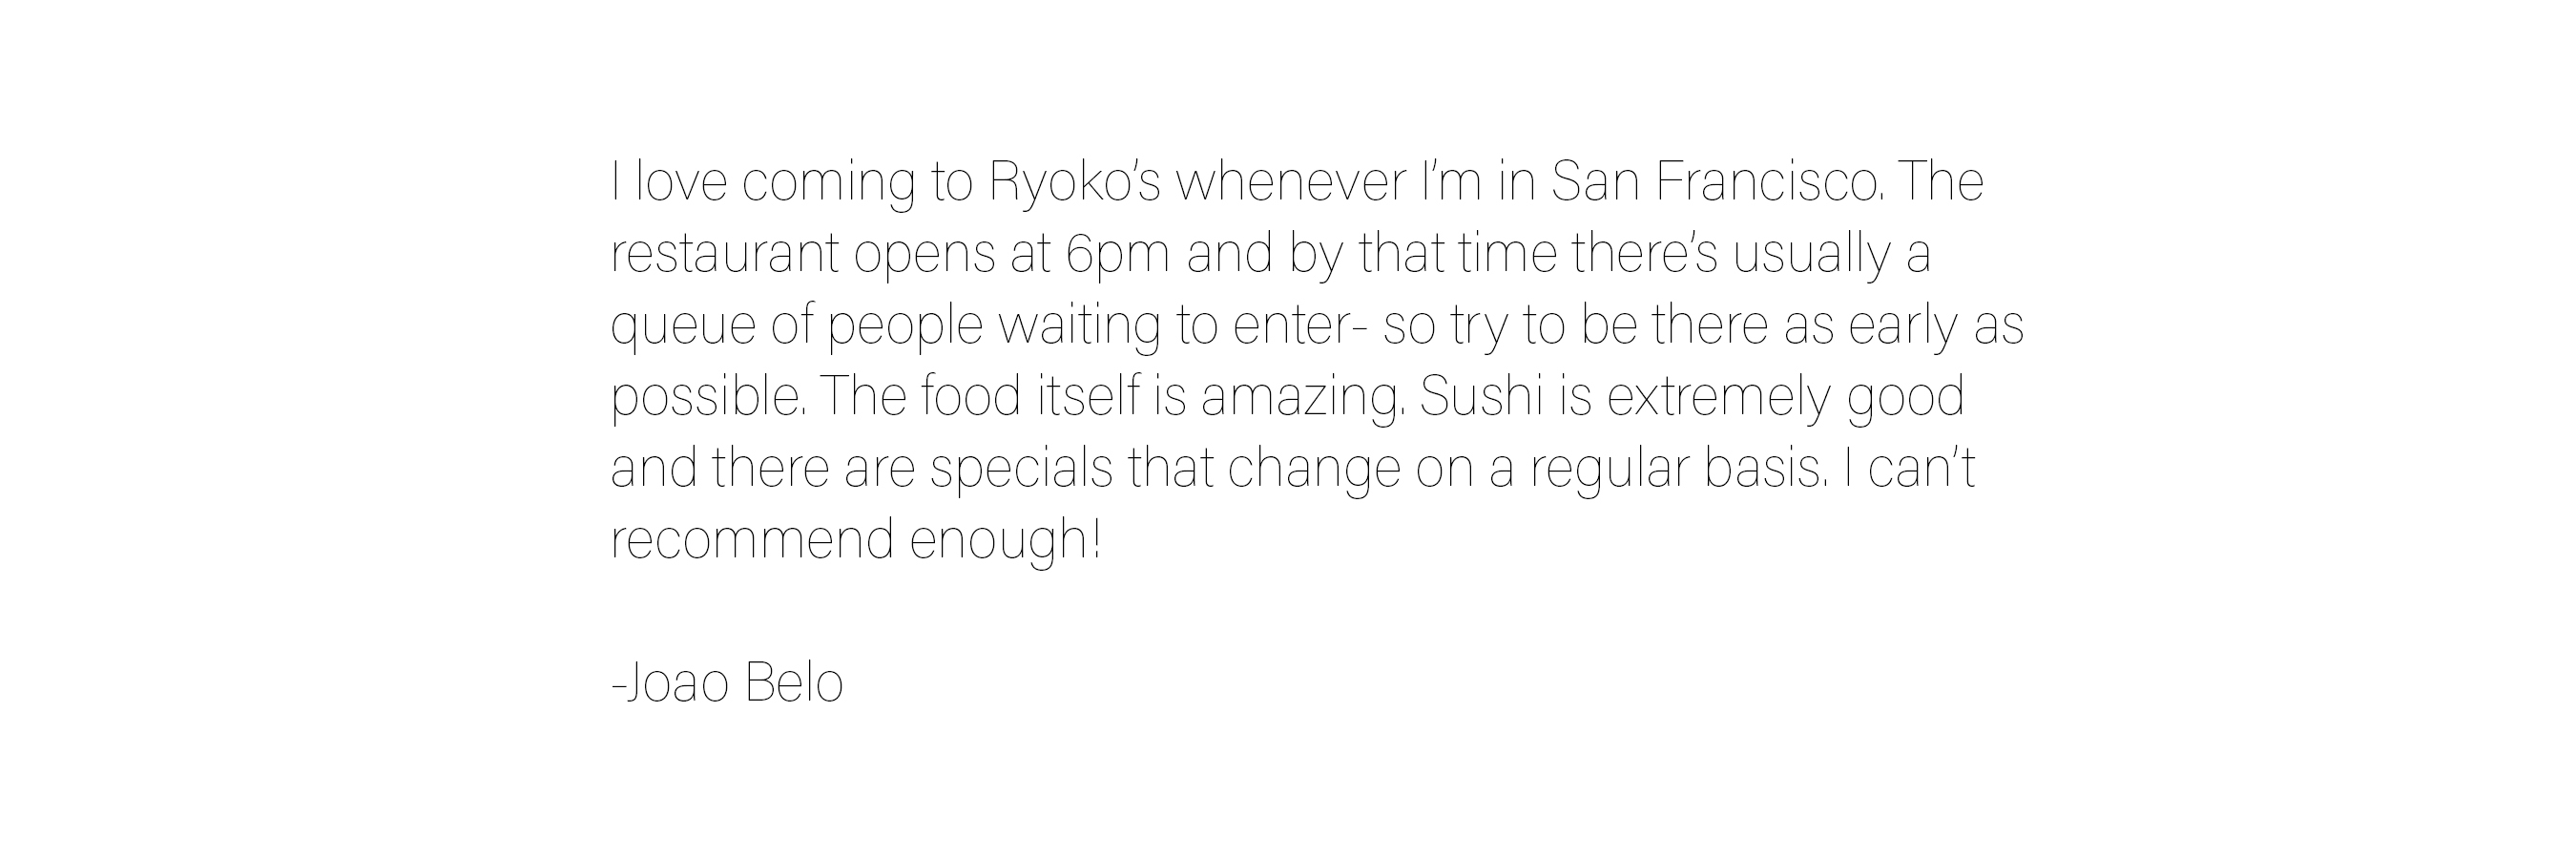 I love coming to Ryoko’s whenever I’m in San Francisco. The
restaurant opens at 6pm and by that time there’s usually a
queue of people waiting to enter- so try to be there as early as
possible. The food itself is amazing. Sushi is extremely good
and there are specials that change on a regular basis. I can’t
recommend enough!
-Joao Belo